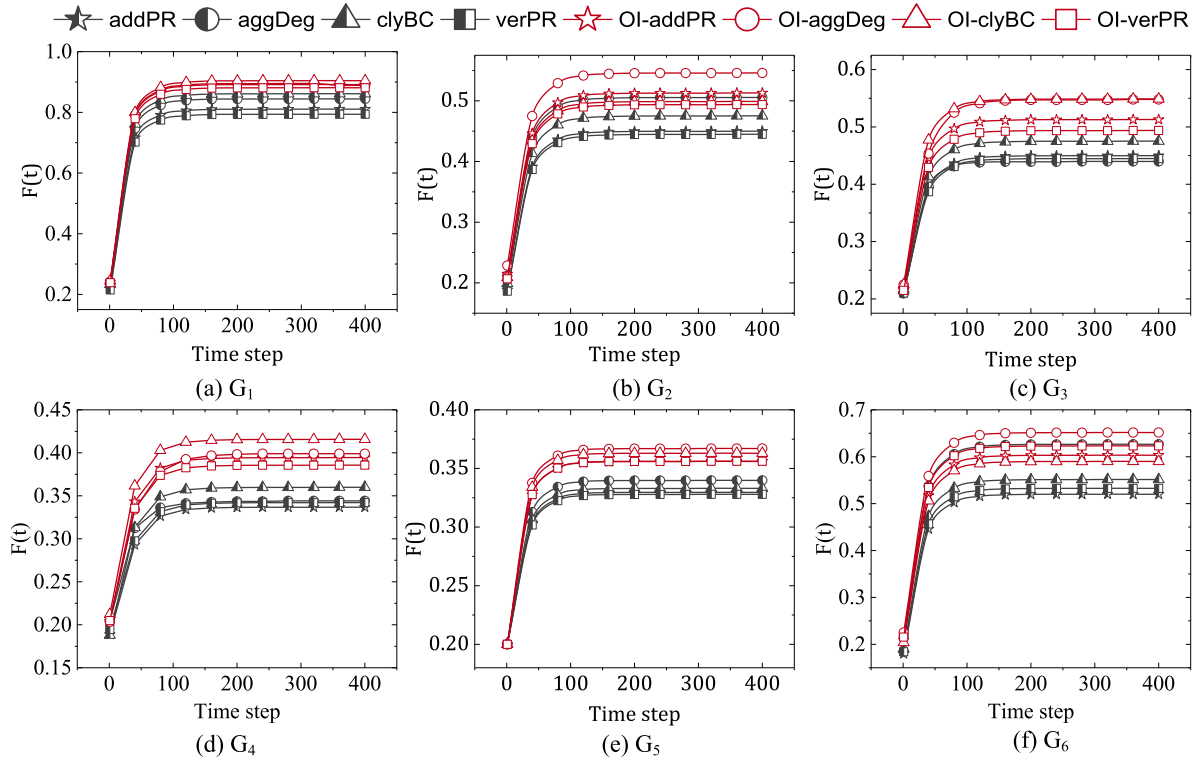 addPR aggDeg clyBC verPR OI-addPR OI-aggDeg OI-clyBC OI-verPR
1.0
0.8
0.6
0.4
0.2
F(t)
0 100 200 300 400
Time step
(a) G₁
0.5
0.4
0.3
0.2
F(t)
0 100 200 300 400
Time step
(b) G₂
0.6
0.5
0.4
0.3
0.2
F(t)
0 100 200 300 400
Time step
(c) G₃
0.45
0.40
0.35
0.30
0.25
0.20
0.15
F(t)
0 100 200 300 400
Time step
(d) G₄
0.40
0.35
0.30
0.25
0.20
F(t)
0 100 200 300 400
Time step
(e) G₅
0.7
0.6
0.5
0.4
0.3
0.2
F(t)
0 100 200 300 400
Time step
(f) G₆